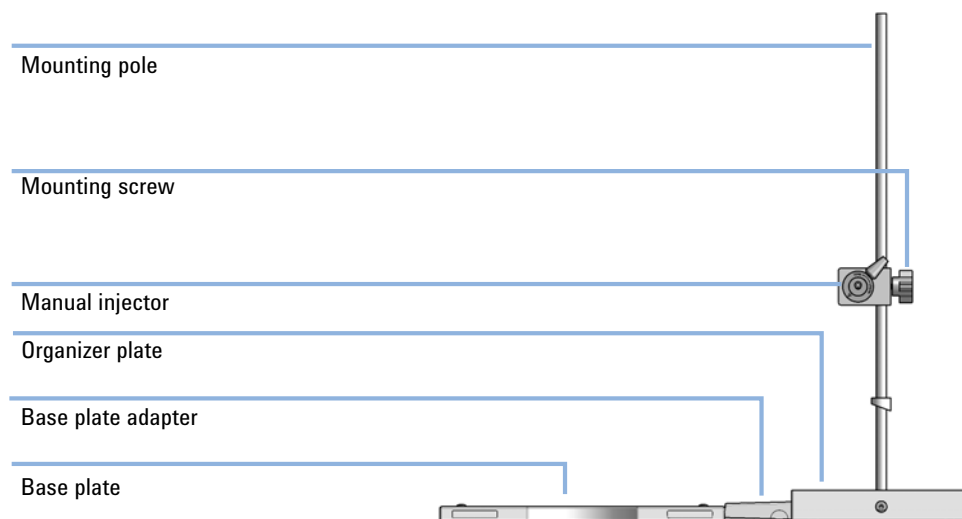 Mounting pole
Mounting screw
Manual injector
Organizer plate
Base plate adapter
Base plate